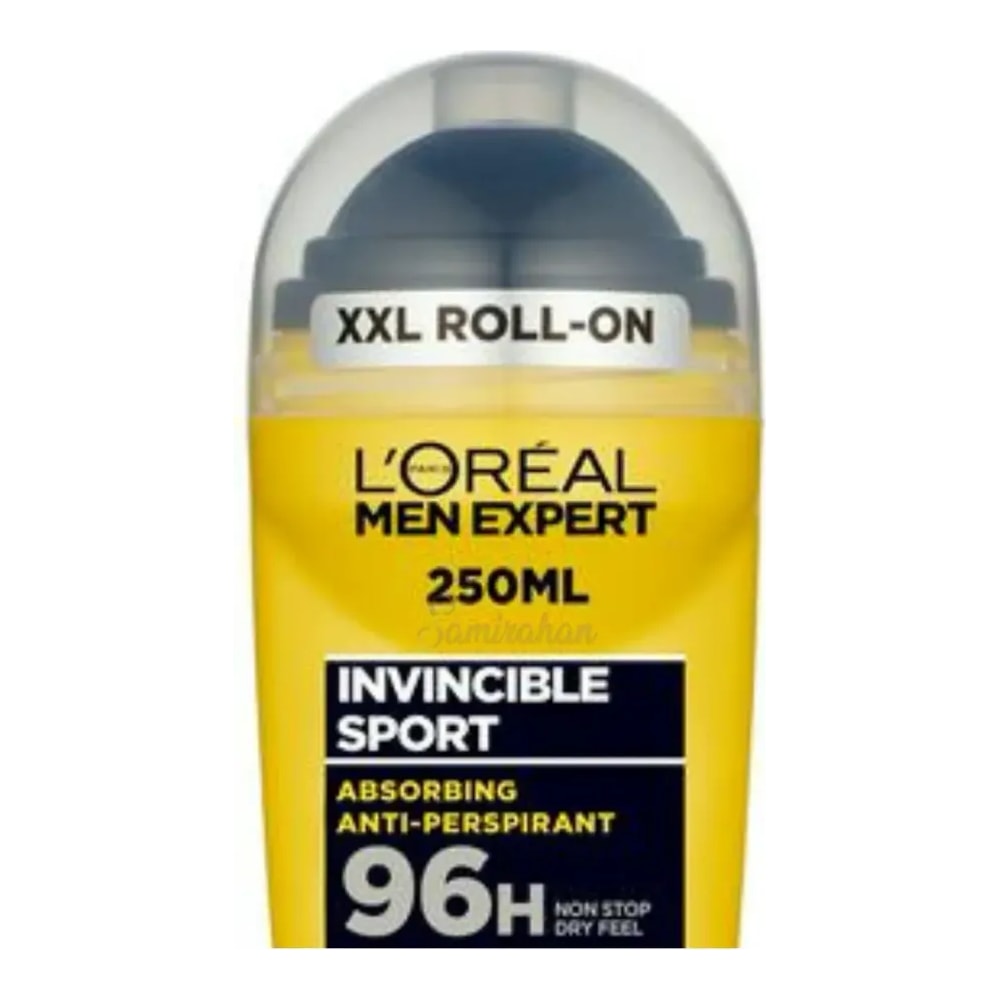 XXL ROLL-ON
L'ORÉAL
PARIS
MEN EXPERT
250ML
Samirahan
INVINCIBLE
SPORT
ABSORBING
ANTI-PERSPIRANT
96H
NON STOP
DRY FEEL